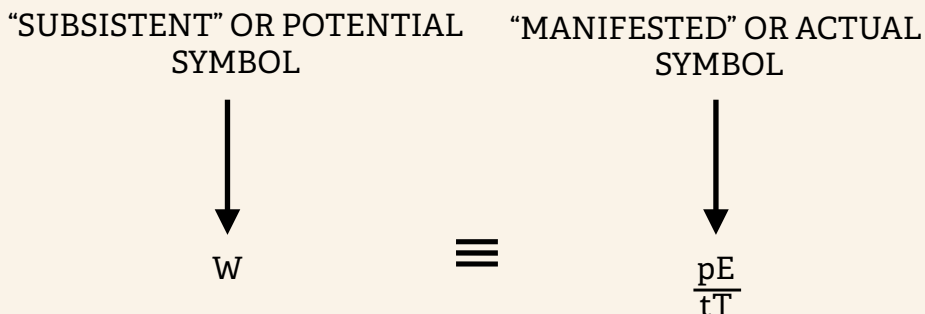 “SUBSISTENT” OR POTENTIAL
SYMBOL
“MANIFESTED” OR ACTUAL
SYMBOL
W ≡ pE
tT